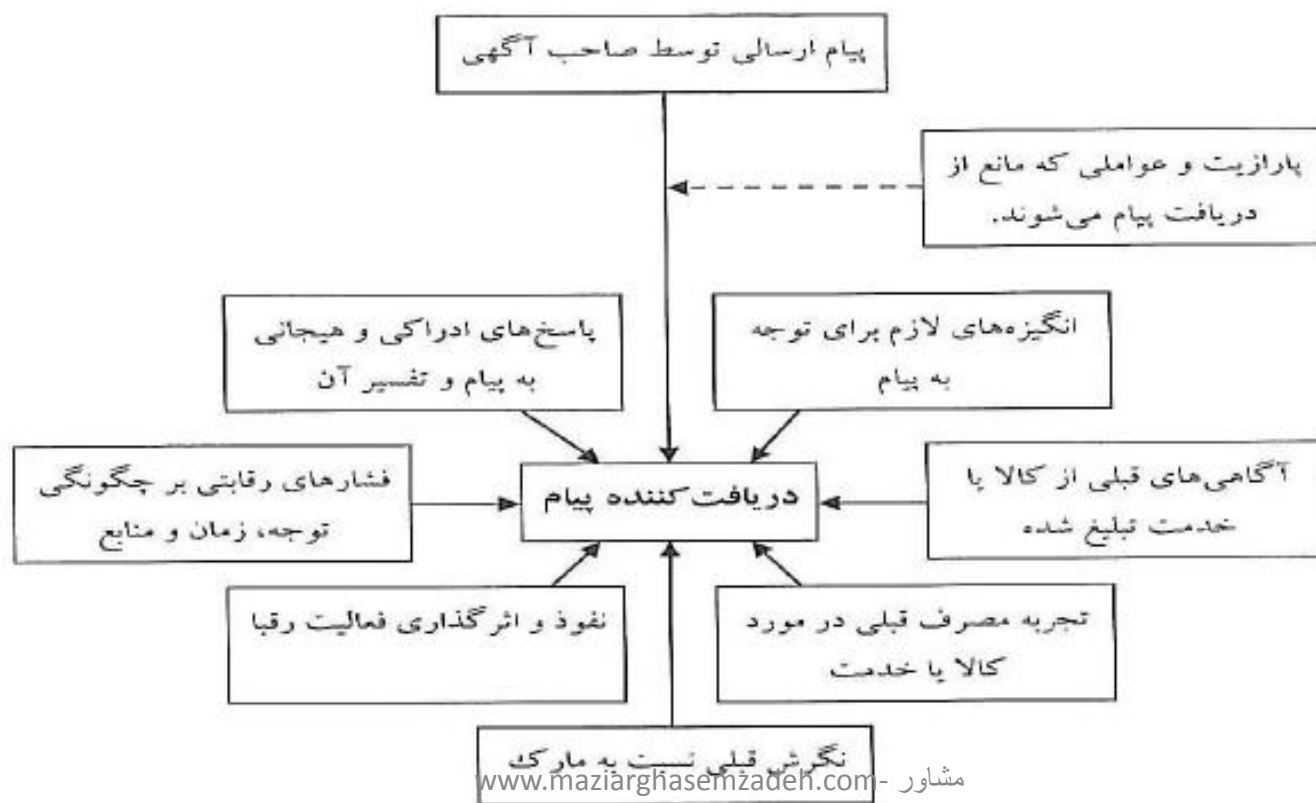 پیام ارسالی توسط صاحب آگهی
پارازیت و عواملی که مانع از
دریافت پیام می‌شوند.
پاسخ‌های ادراکی و هیجانی
به پیام و تفسیر آن
انگیزه‌های لازم برای توجه
به پیام
فشارهای رقابتی بر چگونگی
توجه، زمان و منابع
دریافت‌کننده پیام
آگاهی‌های قبلی از کالا یا
خدمت تبلیغ شده
نفوذ و اثرگذاری فعالیت رقبا
تجربه مصرف قبلی در مورد
کالا یا خدمت
نگرش قبلی نسبت به مارک
www.maziarghasemzadeh.com- مشاور